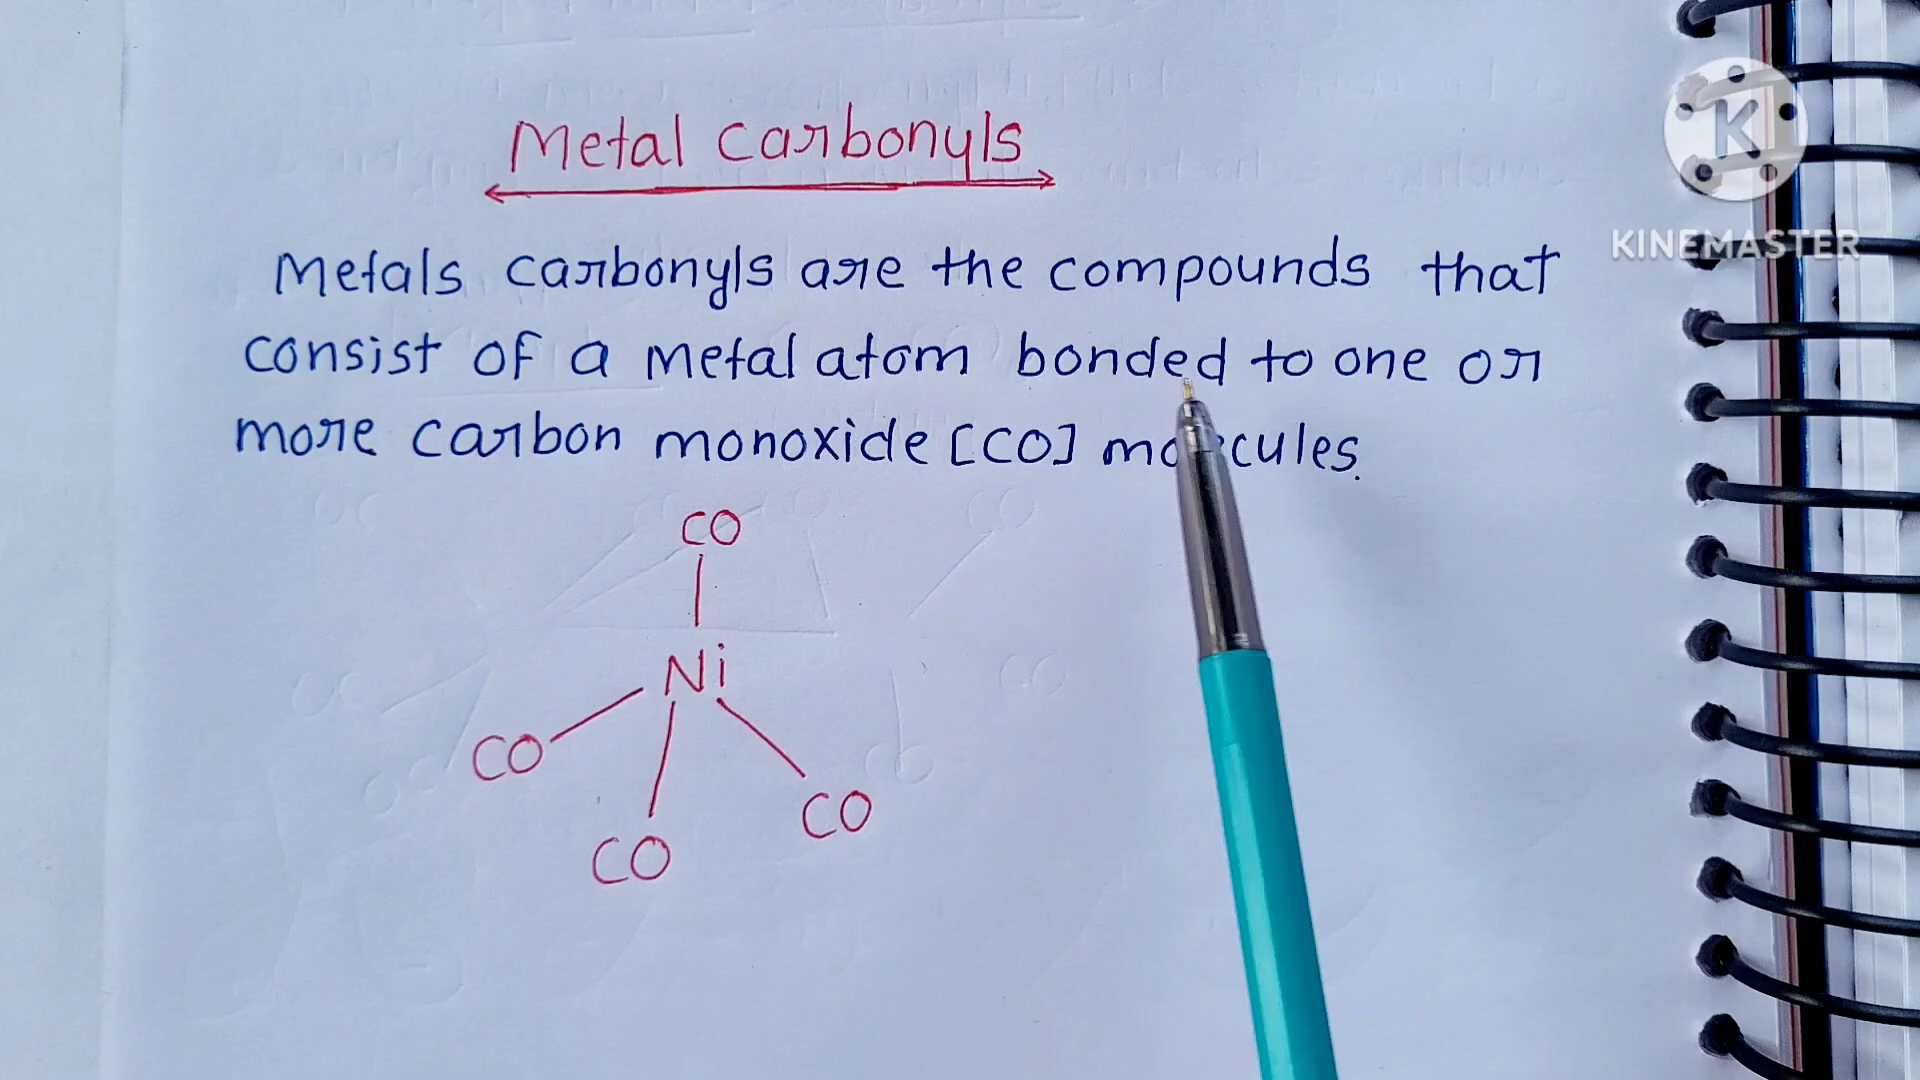 Metal Carbonyls
Metals carbonyls are the compounds that
consist of a metal atom bonded to one or
more carbon monoxide [CO] molecules.
CO
Ni
CO
CO
CO
K
KINEMASTER